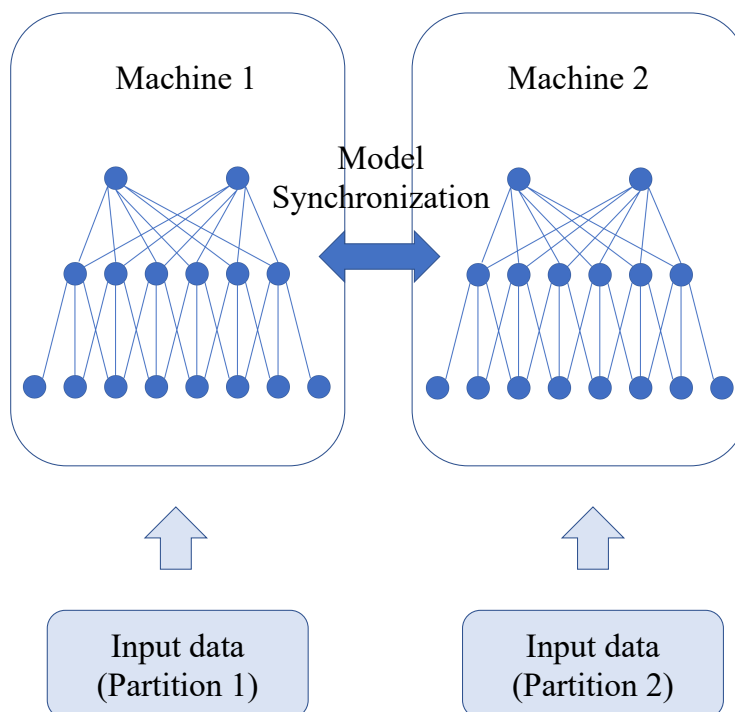 Machine 1
Machine 2
Model
Synchronization
Input data
(Partition 1)
Input data
(Partition 2)